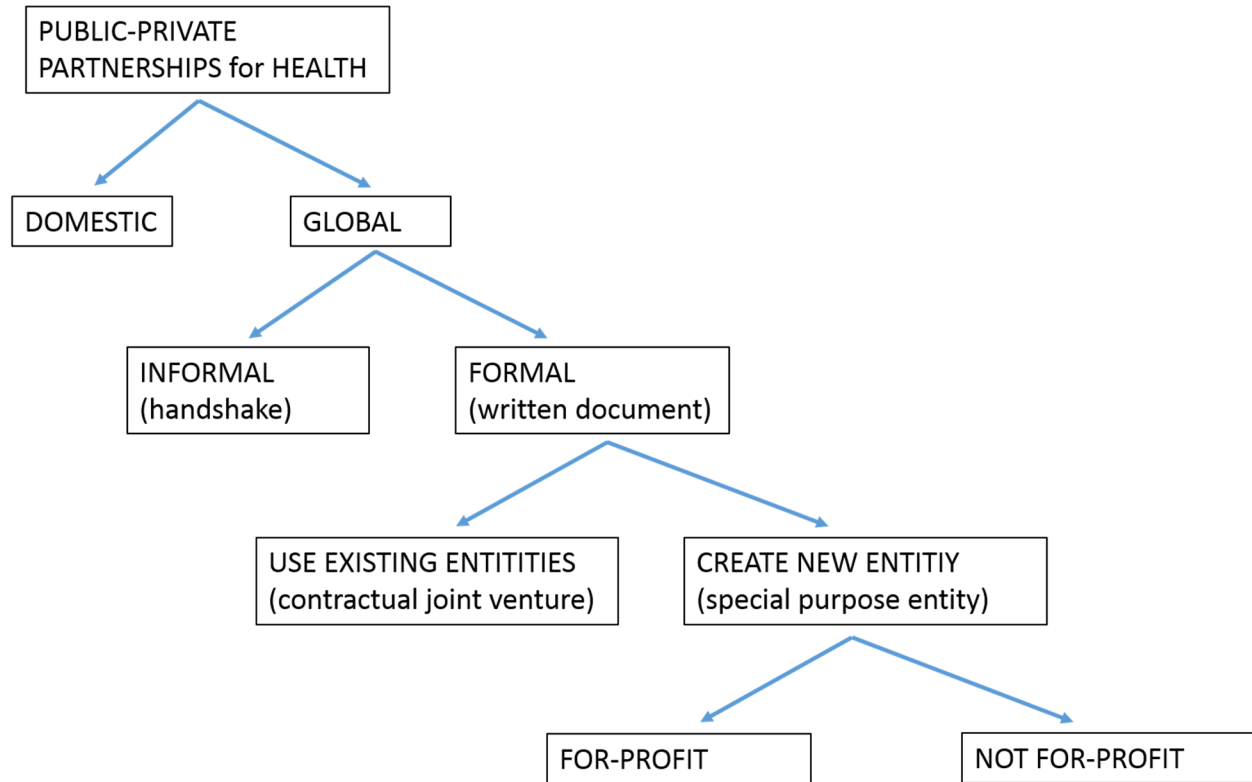 PUBLIC-PRIVATE
PARTNERSHIPS for HEALTH
DOMESTIC
GLOBAL
INFORMAL
(handshake)
FORMAL
(written document)
USE EXISTING ENTITITIES
(contractual joint venture)
CREATE NEW ENTITIY
(special purpose entity)
FOR-PROFIT
NOT FOR-PROFIT